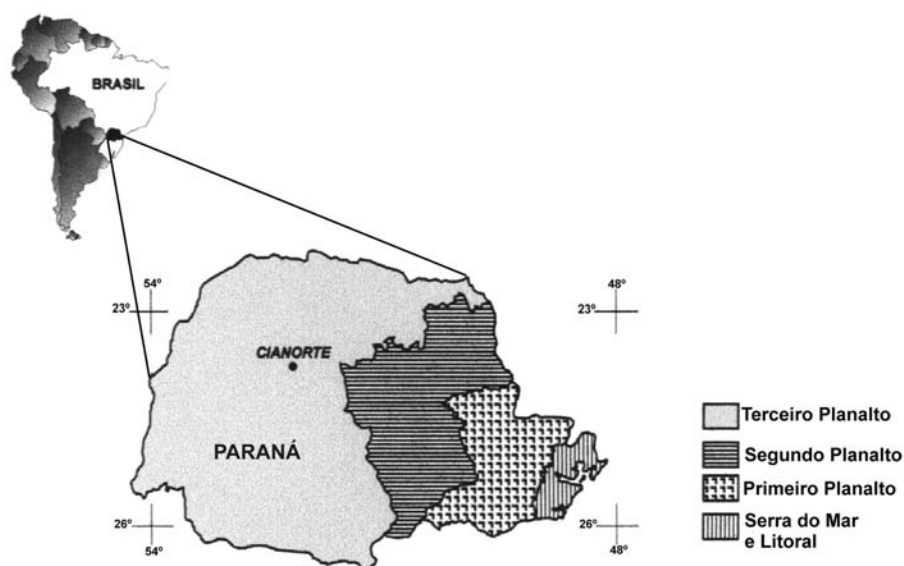 BRASIL
54º
23º
48º
23º
CIANORTE
PARANÁ
26º
54º
26º
48º
Terceiro Planalto
Segundo Planalto
Primeiro Planalto
Serra do Mar
e Litoral